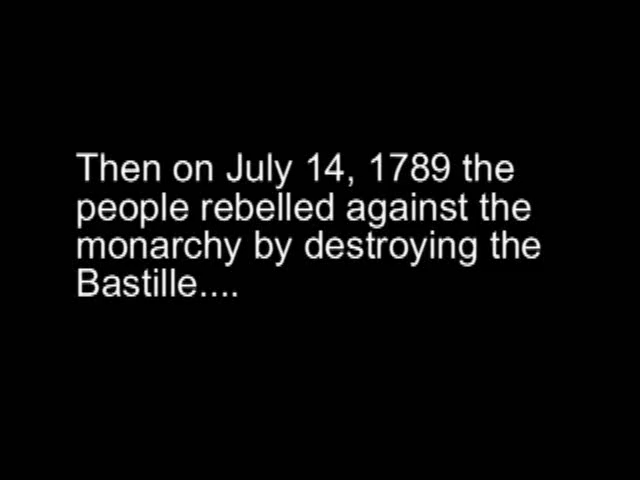 Then on July 14, 1789 the
people rebelled against the
monarchy by destroying the
Bastille....